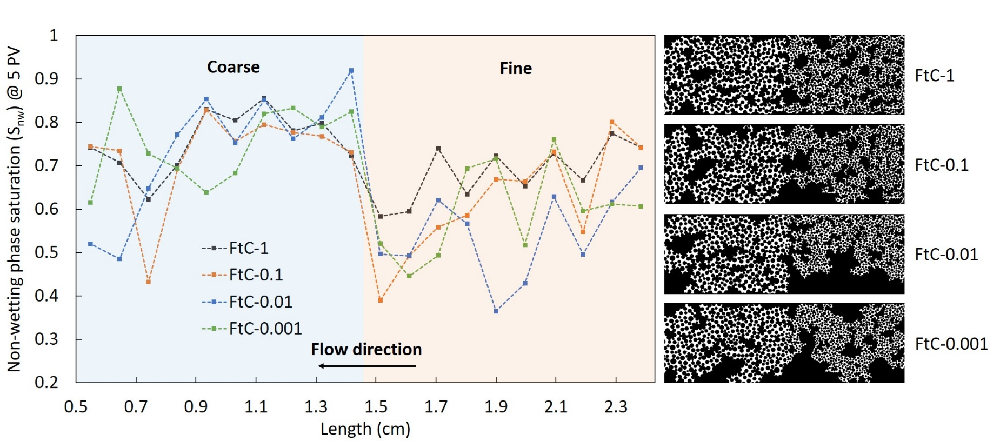 Non-wetting phase saturation (Snw) @ 5 PV
1
0.9
0.8
0.7
0.6
0.5
0.4
0.3
0.2
Coarse
Fine
FtC-1
FtC-0.1
FtC-0.01
FtC-0.001
Flow direction
0.5 0.7 0.9 1.1 1.3 1.5 1.7 1.9 2.1 2.3
Length (cm)
FtC-1
FtC-0.1
FtC-0.01
FtC-0.001